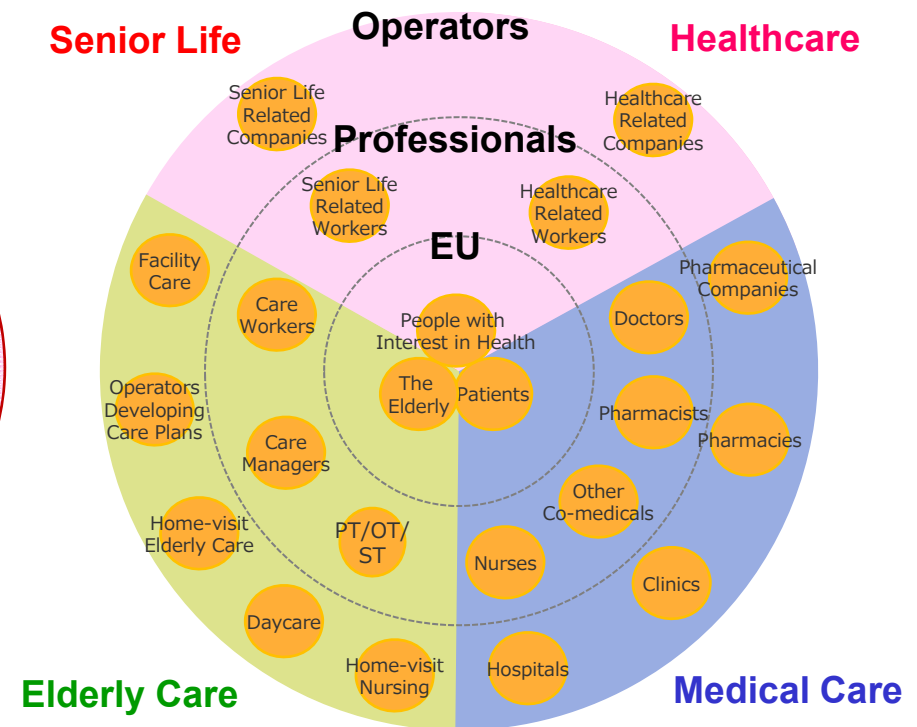 Senior Life
Operators
Healthcare
Senior Life
Related
Companies
Healthcare
Related
Companies
Professionals
Senior Life
Related
Workers
Healthcare
Related
Workers
EU
Facility
Care
Care
Workers
People with
Interest in Health
Doctors
Pharmaceutical
Companies
The
Elderly
Patients
Operators
Developing
Care Plans
Care
Managers
Pharmacists
Pharmacies
Home-visit
Elderly Care
PT/OT/
ST
Other
Co-medicals
Nurses
Clinics
Daycare
Home-visit
Nursing
Hospitals
Elderly Care
Medical Care